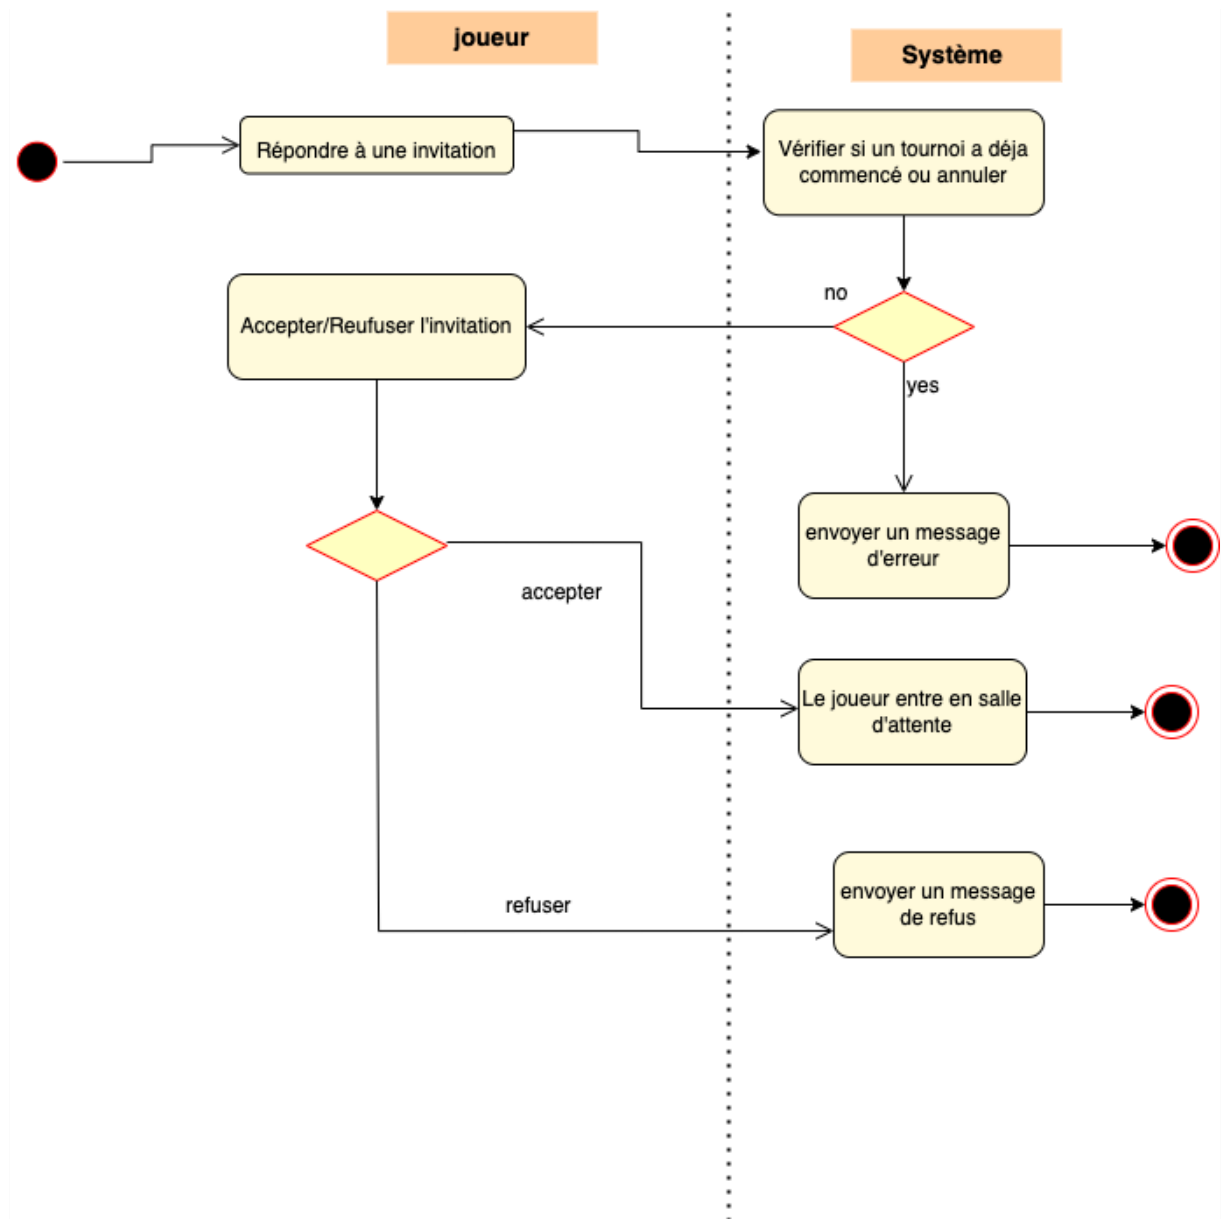 joueur
Système
Répondre à une invitation
Vérifier si un tournoi a déja
commencé ou annuler
no
Accepter/Reufuser l'invitation
yes
envoyer un message
d'erreur
accepter
Le joueur entre en salle
d'attente
refuser
envoyer un message
de refus